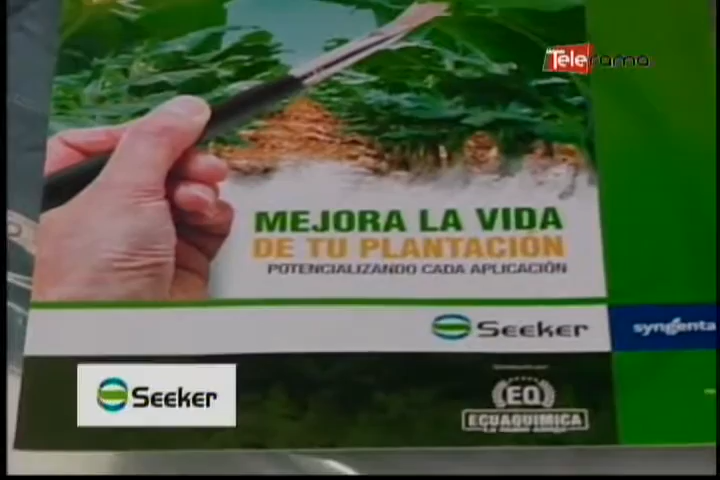 Telerama
MEJORA LA VIDA
DE TU PLANTACIÓN
POTENCIALIZANDO CADA APLICACIÓN
Seeker
syngenta
Seeker
EQ
ECUAQUIMICA